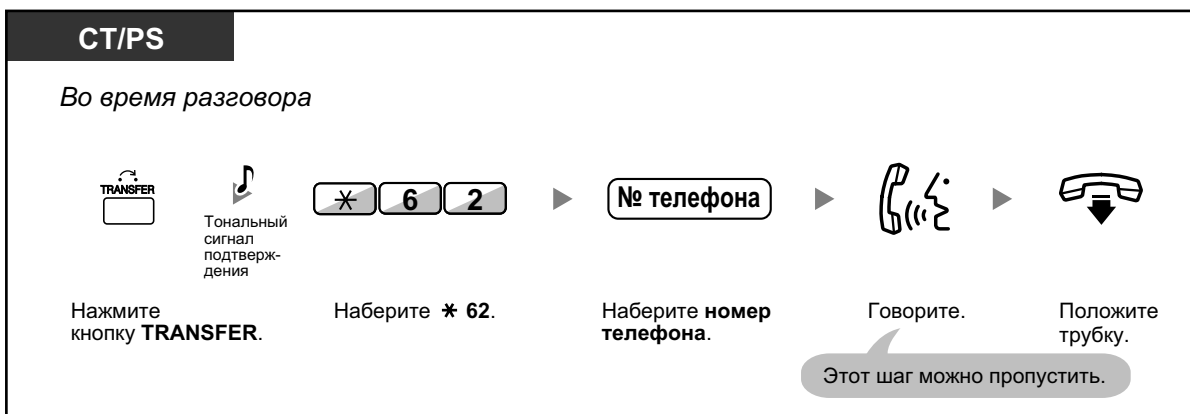 CT/PS
Во время разговора
TRANSFER
Тональный
сигнал
подтверж-
дения
* 6 2
№ телефона
Нажмите
кнопку TRANSFER.
Наберите * 62.
Наберите номер
телефона.
Говорите.
Положите
трубку.
Этот шаг можно пропустить.